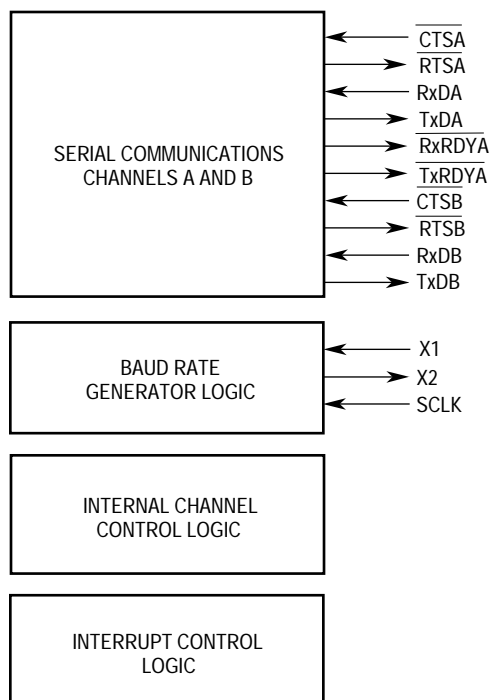 SERIAL COMMUNICATIONS
CHANNELS A AND B
CTSA
RTSA
RxDA
TxDA
RxRDYA
TxRDYA
CTSB
RTSB
RxDB
TxDB
BAUD RATE
GENERATOR LOGIC
X1
X2
SCLK
INTERNAL CHANNEL
CONTROL LOGIC
INTERRUPT CONTROL
LOGIC